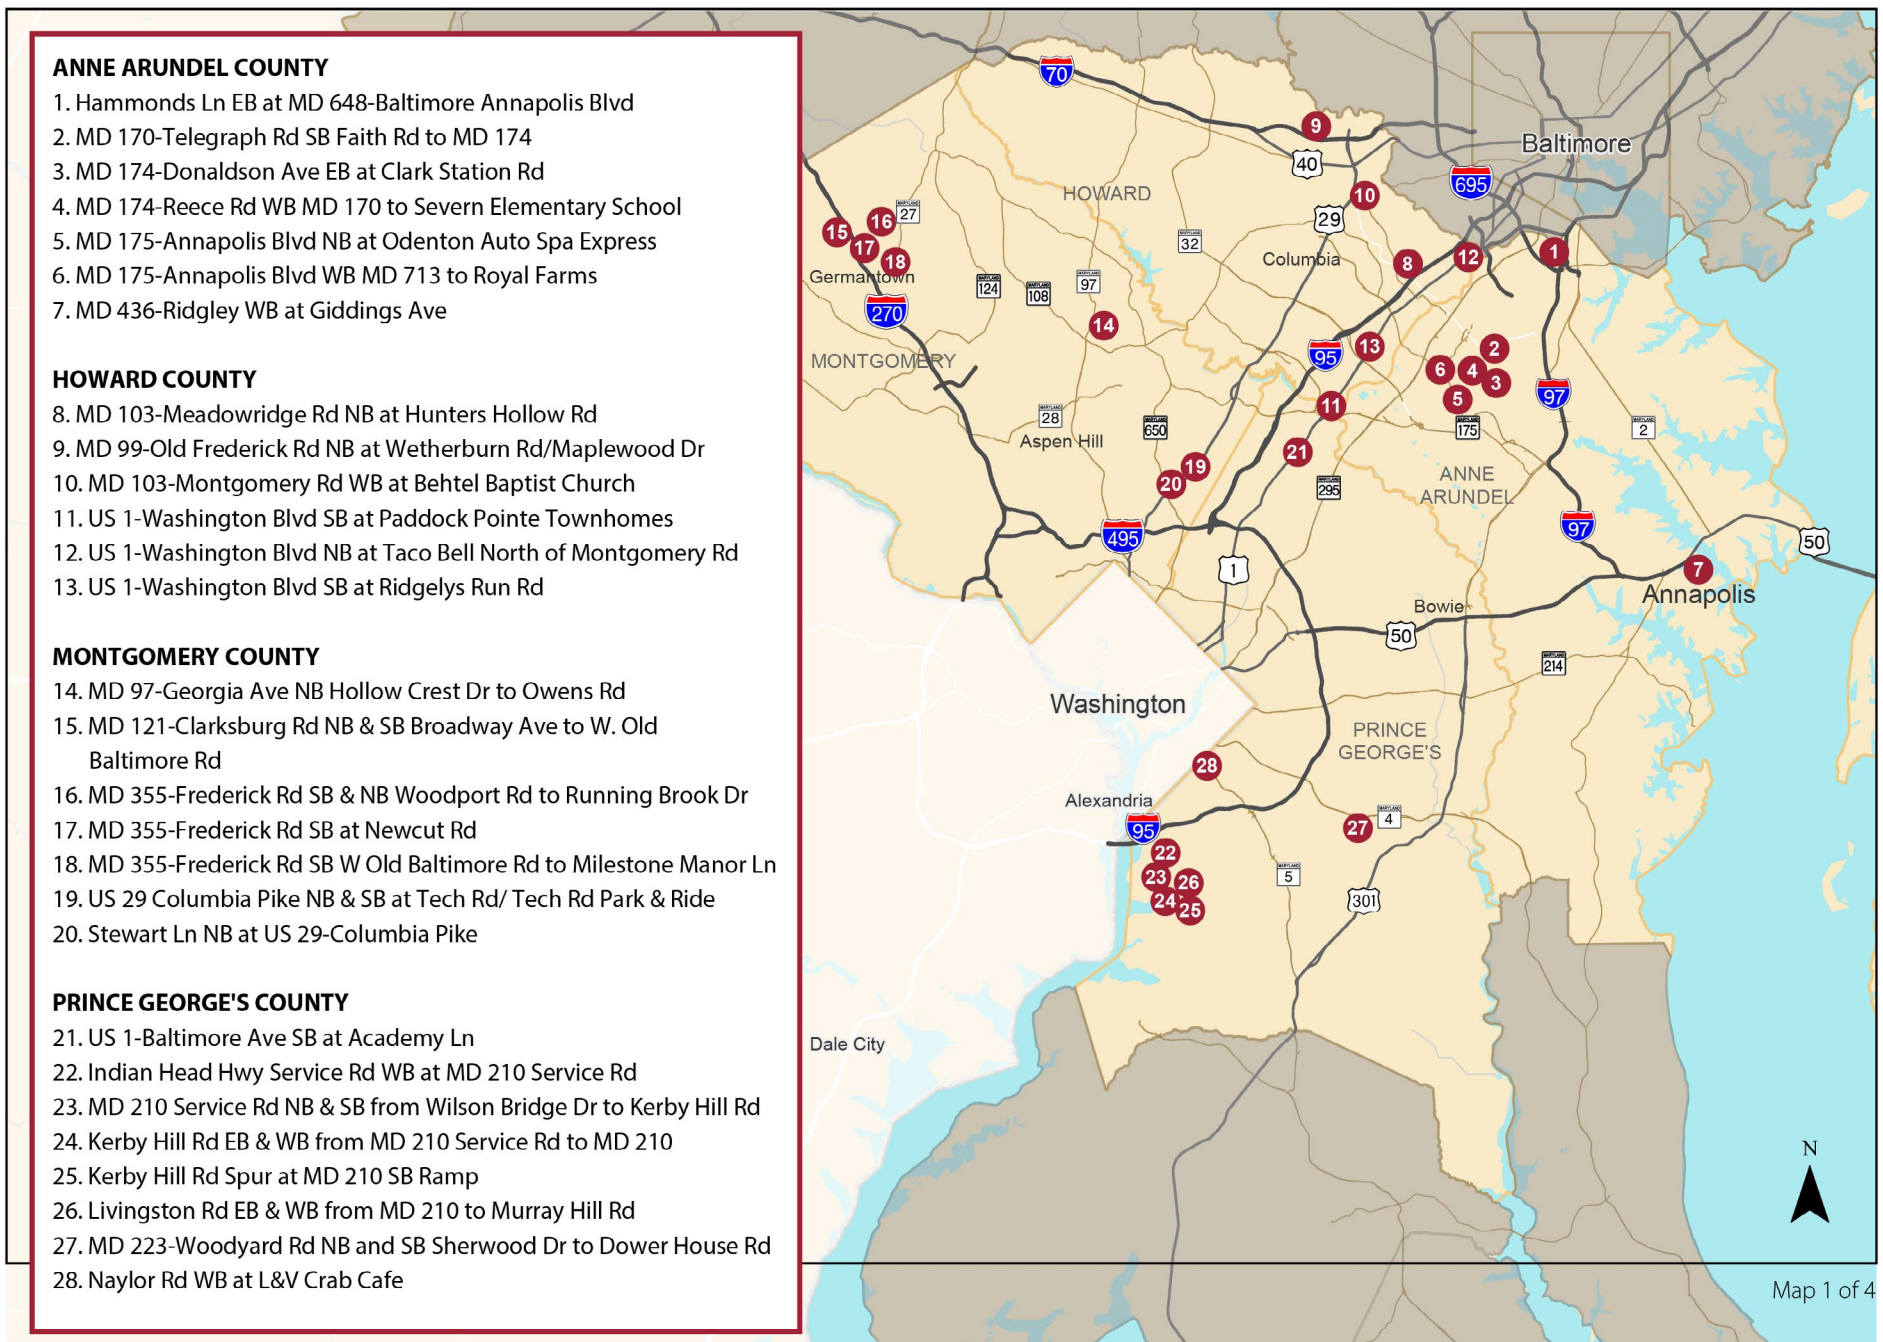 ANNE ARUNDEL COUNTY
1. Hammonds Ln EB at MD 648-Baltimore Annapolis Blvd
2. MD 170-Telegraph Rd SB Faith Rd to MD 174
3. MD 174-Donaldson Ave EB at Clark Station Rd
4. MD 174-Reece Rd WB MD 170 to Severn Elementary School
5. MD 175-Annapolis Blvd NB at Odenton Auto Spa Express
6. MD 175-Annapolis Blvd WB MD 713 to Royal Farms
7. MD 436-Ridgley WB at Giddings Ave
HOWARD COUNTY
8. MD 103-Meadowridge Rd NB at Hunters Hollow Rd
9. MD 99-Old Frederick Rd NB at Wetherburn Rd/Maplewood Dr
10. MD 103-Montgomery Rd WB at Behtel Baptist Church
11. US 1-Washington Blvd SB at Paddock Pointe Townhomes
12. US 1-Washington Blvd NB at Taco Bell North of Montgomery Rd
13. US 1-Washington Blvd SB at Ridgelys Run Rd
MONTGOMERY COUNTY
14. MD 97-Georgia Ave NB Hollow Crest Dr to Owens Rd
15. MD 121-Clarksburg Rd NB & SB Broadway Ave to W. Old
Baltimore Rd
16. MD 355-Frederick Rd SB & NB Woodport Rd to Running Brook Dr
17. MD 355-Frederick Rd SB at Newcut Rd
18. MD 355-Frederick Rd SB W Old Baltimore Rd to Milestone Manor Ln
19. US 29 Columbia Pike NB & SB at Tech Rd/ Tech Rd Park & Ride
20. Stewart Ln NB at US 29-Columbia Pike
PRINCE GEORGE'S COUNTY
21. US 1-Baltimore Ave SB at Academy Ln
22. Indian Head Hwy Service Rd WB at MD 210 Service Rd
23. MD 210 Service Rd NB & SB from Wilson Bridge Dr to Kerby Hill Rd
24. Kerby Hill Rd EB & WB from MD 210 Service Rd to MD 210
25. Kerby Hill Rd Spur at MD 210 SB Ramp
26. Livingston Rd EB & WB from MD 210 to Murray Hill Rd
27. MD 223-Woodyard Rd NB and SB Sherwood Dr to Dower House Rd
28. Naylor Rd WB at L&V Crab Cafe
70
9
40
Baltimore
695
HOWARD
10
29
16
MARYLAND
27
15
17
18
Germantown
MARYLAND
32
Columbia
8
12
1
MARYLAND
124
MARYLAND
108
MARYLAND
97
270
14
MONTGOMERY
95
13
2
6
4
3
5
97
11
MARYLAND
28
Aspen Hill
MARYLAND
650
MARYLAND
175
MARYLAND
2
21
19
20
MARYLAND
295
ANNE
ARUNDEL
495
97
50
1
7
Annapolis
Bowie
50
MARYLAND
214
Washington
PRINCE
GEORGE'S
28
Alexandria
95
27
MARYLAND
4
22
23
26
24
25
MARYLAND
5
301
Dale City
N
Map 1 of 4